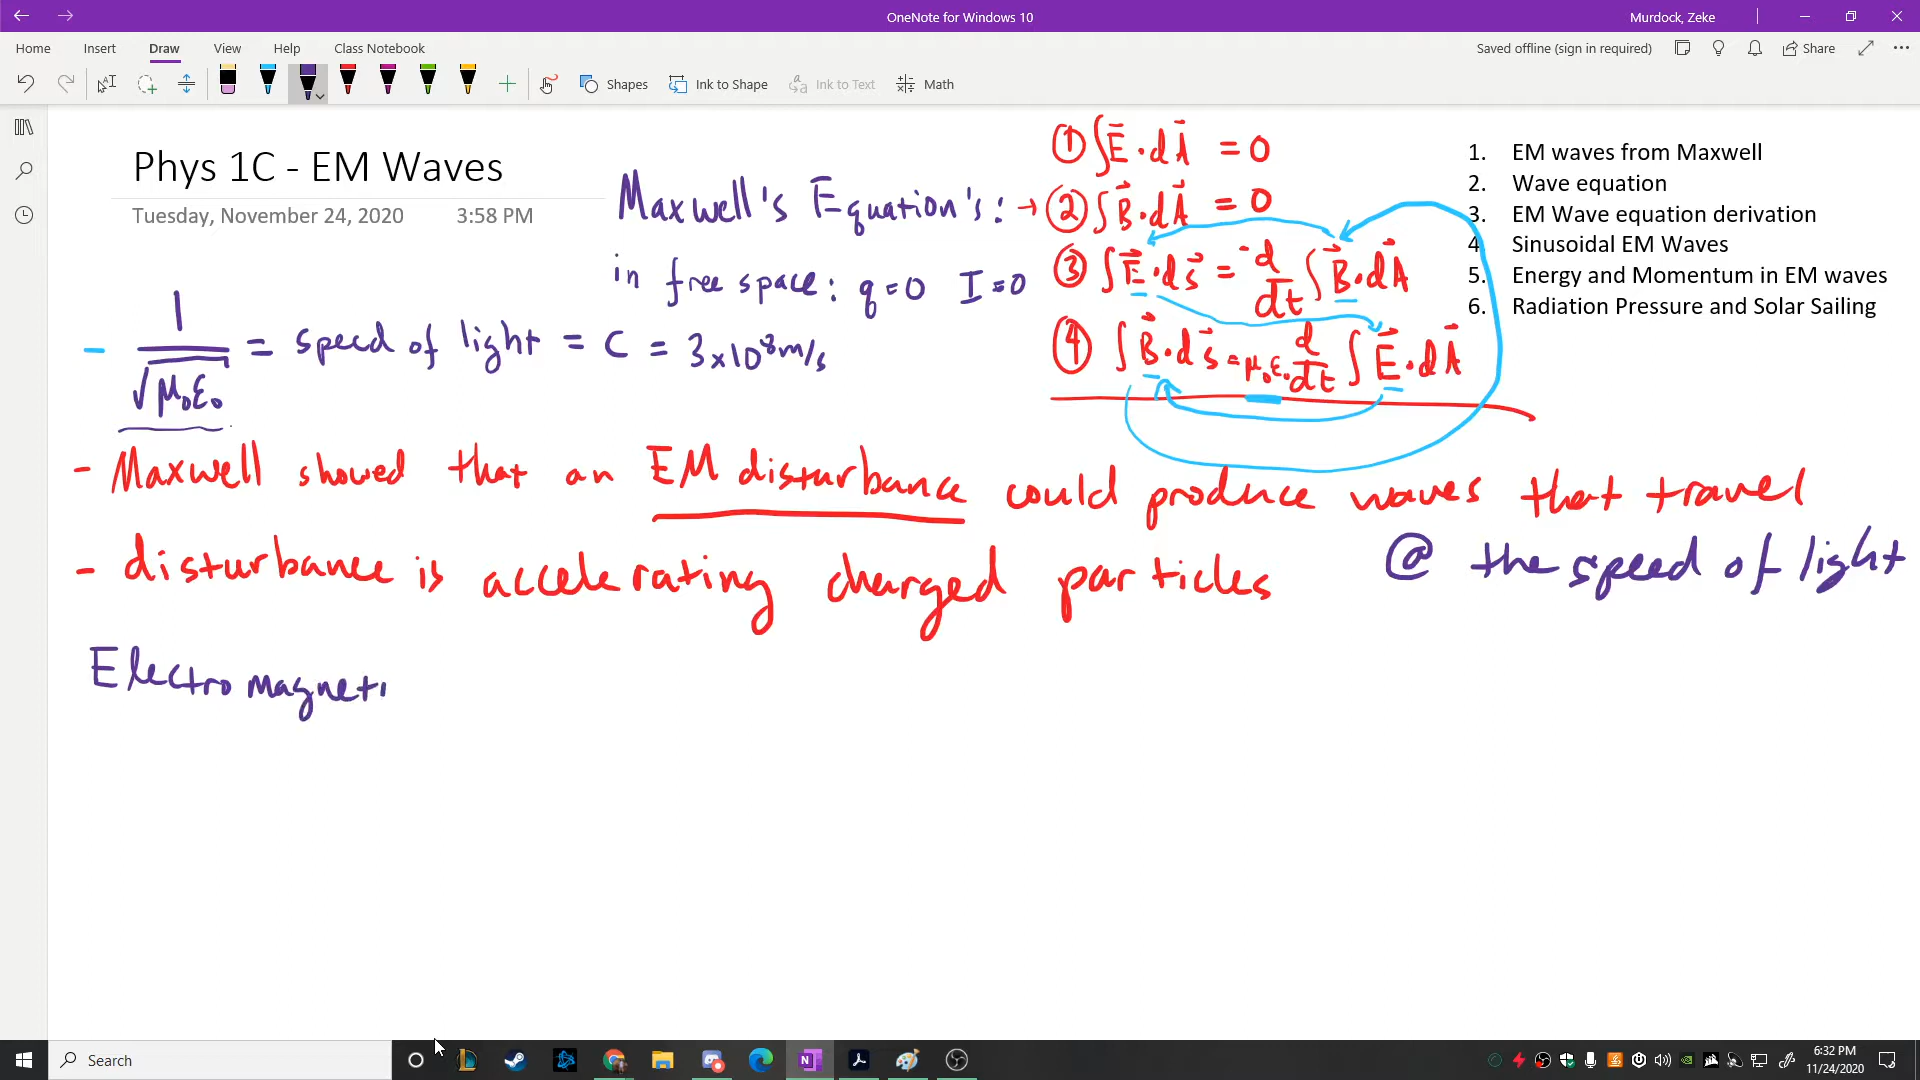 OneNote for Windows 10
Murdock, Zeke
Home Insert Draw View Help Class Notebook
Saved offline (sign in required) Share
Shapes Ink to Shape Ink to Text Math
Phys 1C - EM Waves
Tuesday, November 24, 2020 3:58 PM
Maxwell's Equation's: →
in free space: q = 0 I = 0
① ∫E⃗ · dA⃗ = 0
② ∫B⃗ · dA⃗ = 0
③ ∫E⃗ · ds⃗ = -d/dt ∫B⃗ · dA⃗
④ ∫B⃗ · ds⃗ = μ₀ε₀ d/dt ∫E⃗ · dA⃗
1. EM waves from Maxwell
2. Wave equation
3. EM Wave equation derivation
4. Sinusoidal EM Waves
5. Energy and Momentum in EM waves
6. Radiation Pressure and Solar Sailing
- 1/√μ₀ε₀ = speed of light = C = 3x10⁸m/s
- Maxwell showed that an EM disturbance could produce waves that travel
@ the speed of light
- disturbance is accelerating charged particles
Electromagneti
Search
6:32 PM
11/24/2020